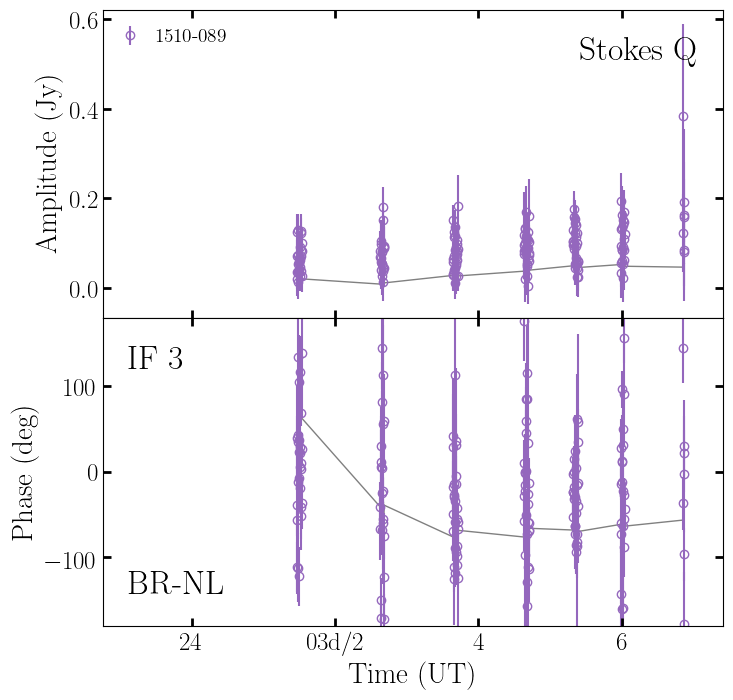 1510-089
Stokes Q
Amplitude (Jy)
0.6
0.4
0.2
0.0
IF 3
BR-NL
Phase (deg)
100
0
−100
24
03d/2
4
6
Time (UT)